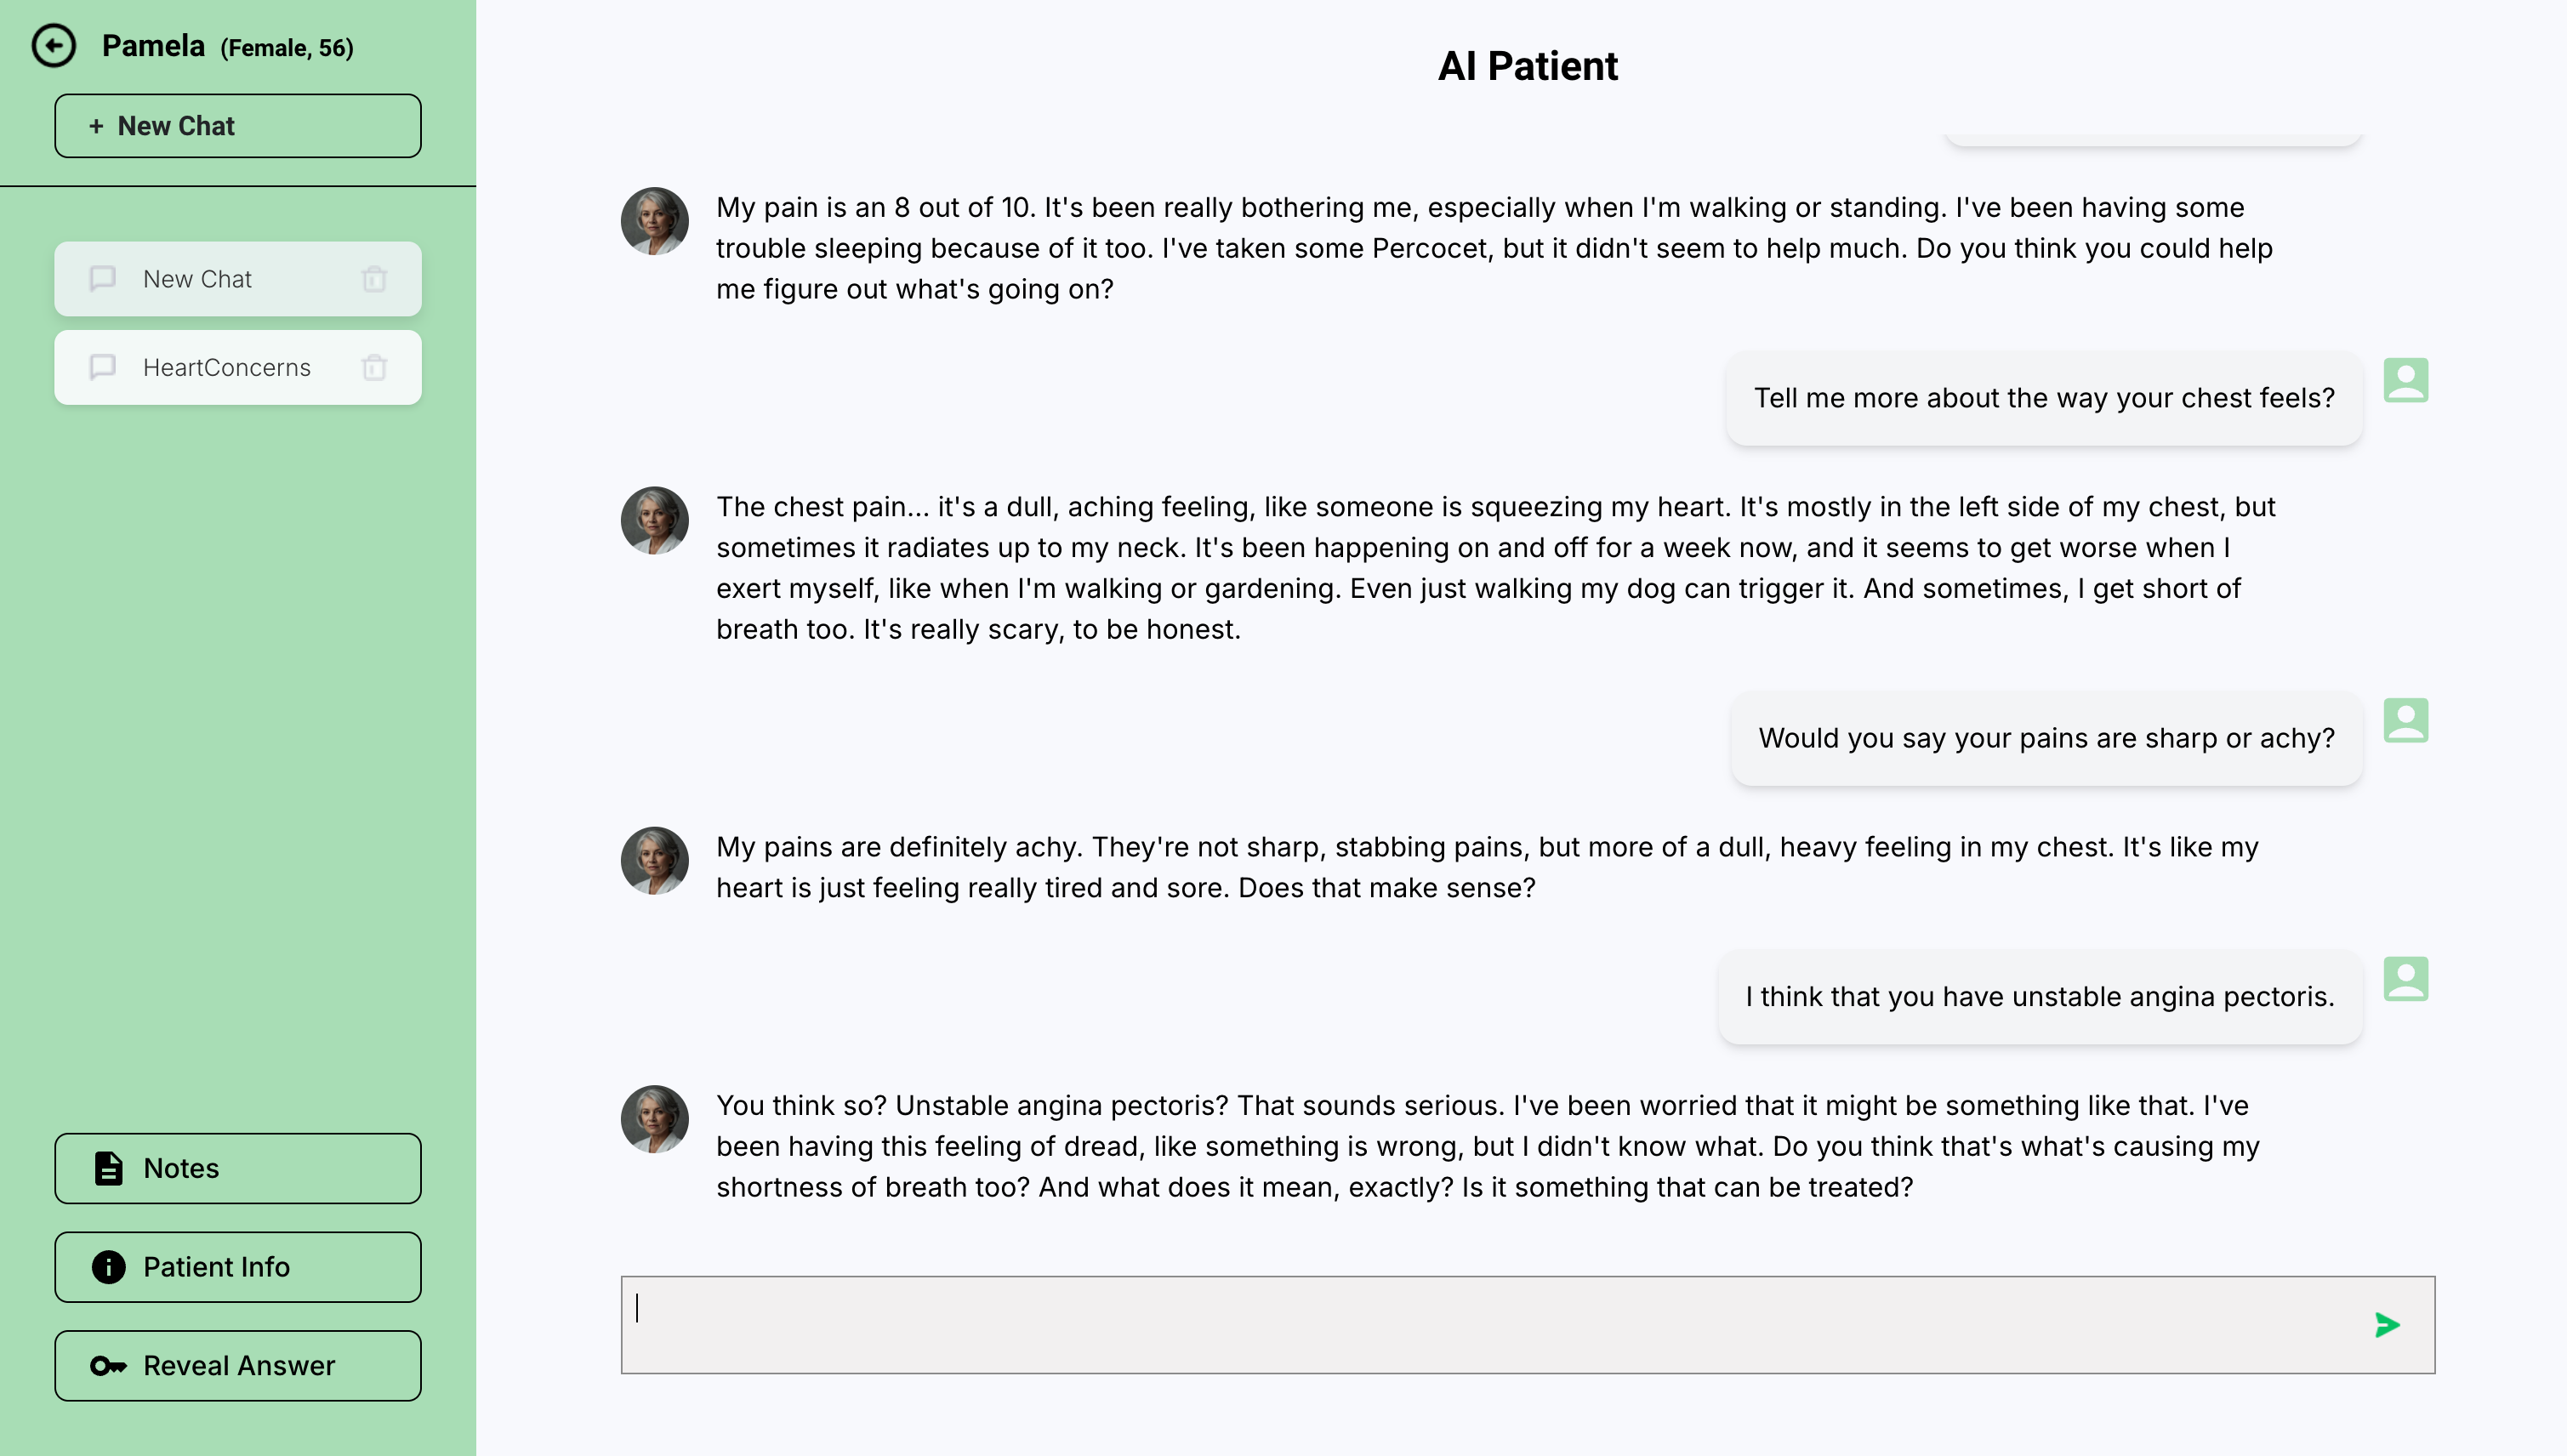 Pamela (Female, 56)
+ New Chat
New Chat
HeartConcerns
Notes
Patient Info
Reveal Answer
AI Patient
My pain is an 8 out of 10. It's been really bothering me, especially when I'm walking or standing. I've been having some
trouble sleeping because of it too. I've taken some Percocet, but it didn't seem to help much. Do you think you could help
me figure out what's going on?
Tell me more about the way your chest feels?
The chest pain... it's a dull, aching feeling, like someone is squeezing my heart. It's mostly in the left side of my chest, but
sometimes it radiates up to my neck. It's been happening on and off for a week now, and it seems to get worse when I
exert myself, like when I'm walking or gardening. Even just walking my dog can trigger it. And sometimes, I get short of
breath too. It's really scary, to be honest.
Would you say your pains are sharp or achy?
My pains are definitely achy. They're not sharp, stabbing pains, but more of a dull, heavy feeling in my chest. It's like my
heart is just feeling really tired and sore. Does that make sense?
I think that you have unstable angina pectoris.
You think so? Unstable angina pectoris? That sounds serious. I've been worried that it might be something like that. I've
been having this feeling of dread, like something is wrong, but I didn't know what. Do you think that's what's causing my
shortness of breath too? And what does it mean, exactly? Is it something that can be treated?